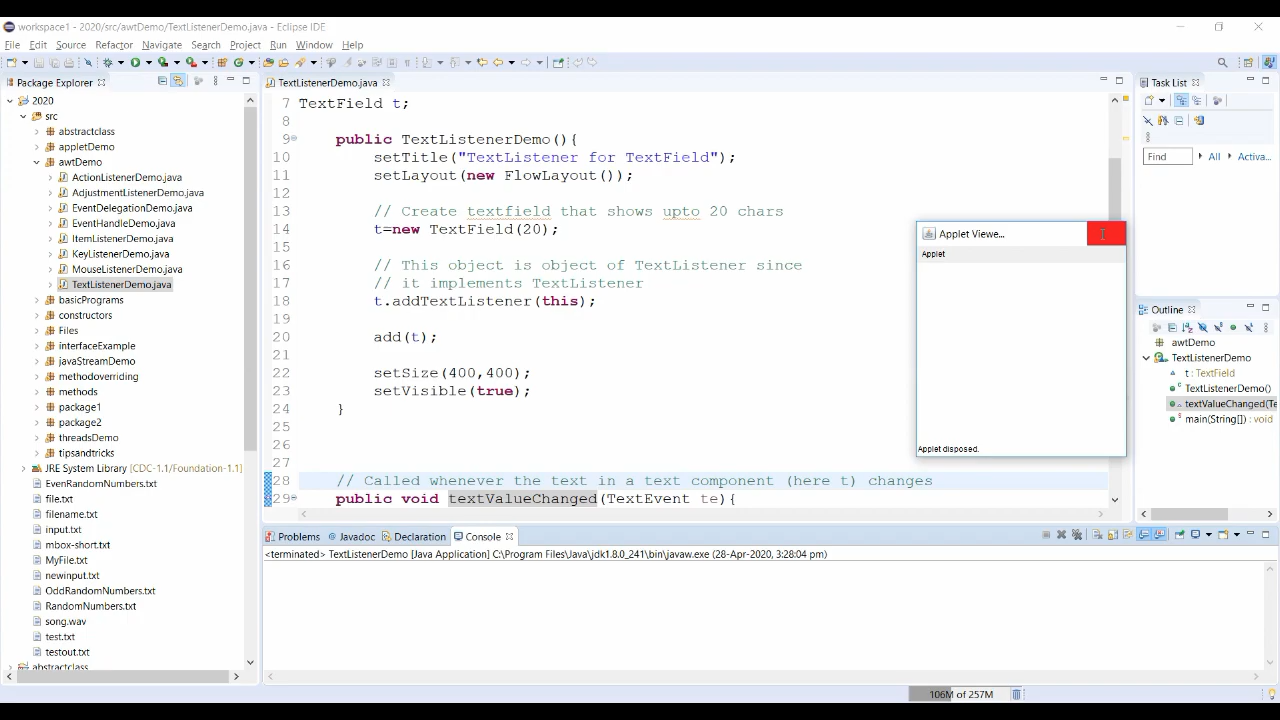 workspace1 - 2020/src/awtDemo/TextListenerDemo.java - Eclipse IDE
File Edit Source Refactor Navigate Search Project Run Window Help
Package Explorer
2020
src
abstractclass
appletDemo
awtDemo
ActionListenerDemo.java
AdjustmentListenerDemo.java
EventDelegationDemo.java
EventHandleDemo.java
ItemListenerDemo.java
KeyListenerDemo.java
MouseListenerDemo.java
TextListenerDemo.java
basicPrograms
constructors
Files
interfaceExample
javaStreamDemo
methodoverriding
methods
package1
package2
threadsDemo
tipsandtricks
JRE System Library [CDC-1.1/Foundation-1.1]
EvenRandomNumbers.txt
file.txt
filename.txt
input.txt
mbox-short.txt
MyFile.txt
newinput.txt
OddRandomNumbers.txt
RandomNumbers.txt
song.wav
test.txt
testout.txt
abstractclass
TextListenerDemo.java
7 TextField t;
8
9 public TextListenerDemo(){
10 setTitle("TextListener for TextField");
11 setLayout(new FlowLayout());
12
13 // Create textfield that shows upto 20 chars
14 t=new TextField(20);
15
16 // This object is object of TextListener since
17 // it implements TextListener
18 t.addTextListener(this);
19
20 add(t);
21
22 setSize(400,400);
23 setVisible(true);
24 }
25
26
27
28 // Called whenever the text in a text component (here t) changes
29 public void textValueChanged(TextEvent te){
Applet Viewe...
Applet
Applet disposed.
Task List
Find All Activa...
Outline
awtDemo
TextListenerDemo
t : TextField
TextListenerDemo()
textValueChanged(Te
main(String[]) : void
Problems Javadoc Declaration Console
<terminated> TextListenerDemo [Java Application] C:\Program Files\Java\jdk1.8.0_241\bin\javaw.exe (28-Apr-2020, 3:28:04 pm)
106M of 257M